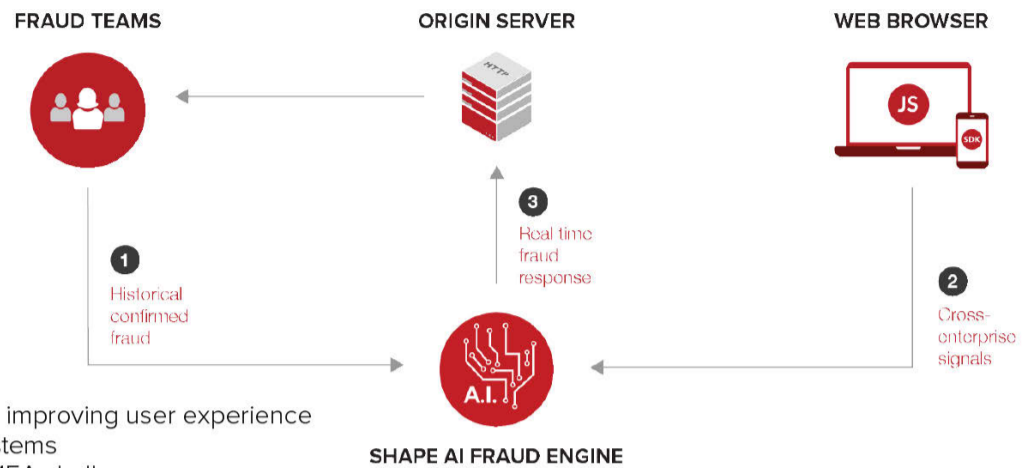 FRAUD TEAMS
ORIGIN SERVER
WEB BROWSER
HTTP
JS
SDK
1
Historical
confirmed
fraud
3
Real time
fraud
response
2
Cross-
enterprise
signals
A.I.
improving user experience
SHAPE AI FRAUD ENGINE